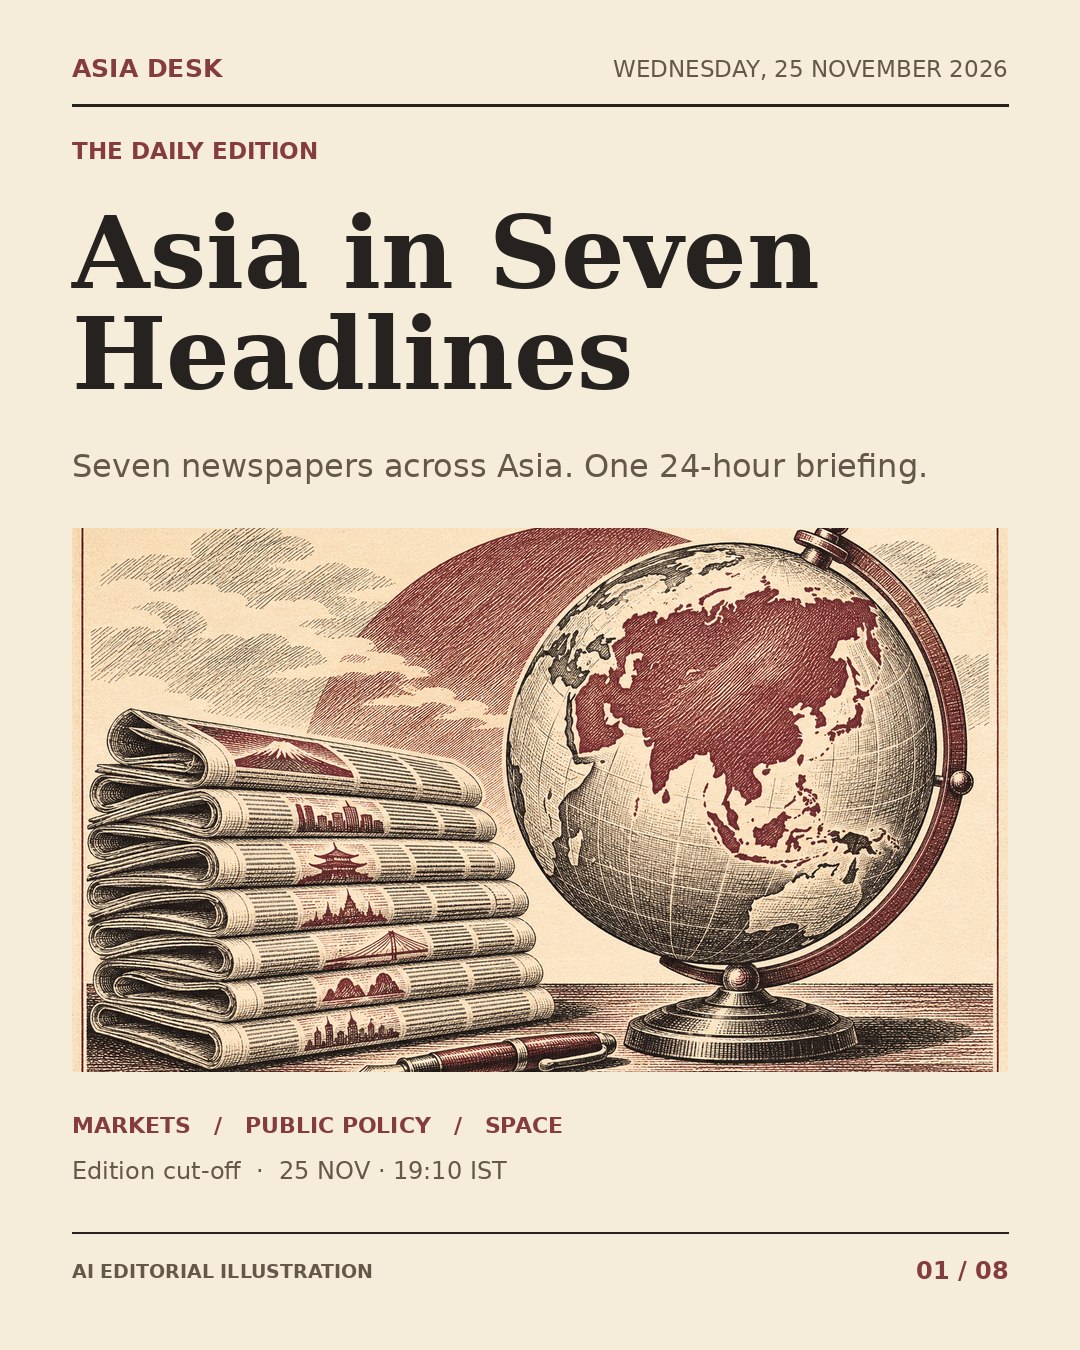 ASIA DESK
WEDNESDAY, 25 NOVEMBER 2026
THE DAILY EDITION
Asia in Seven
Headlines
Seven newspapers across Asia. One 24-hour briefing.
MARKETS / PUBLIC POLICY / SPACE
Edition cut-off · 25 NOV · 19:10 IST
AI EDITORIAL ILLUSTRATION
01 / 08